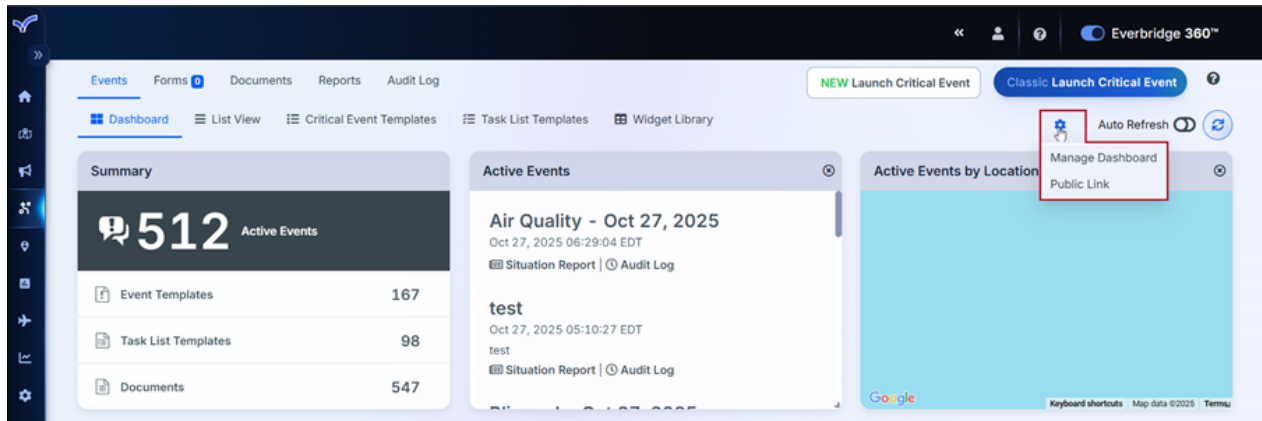 Everbridge 360™
Events Forms 0 Documents Reports Audit Log
NEW Launch Critical Event
Classic Launch Critical Event
Dashboard List View Critical Event Templates Task List Templates Widget Library
Auto Refresh
Manage Dashboard
Public Link
Summary
512 Active Events
Event Templates 167
Task List Templates 98
Documents 547
Active Events
Air Quality - Oct 27, 2025
Oct 27, 2025 06:29:04 EDT
Situation Report | Audit Log
test
Oct 27, 2025 05:10:27 EDT
test
Situation Report | Audit Log
Active Events by Location
Google
Keyboard shortcuts Map data ©2025 Terms